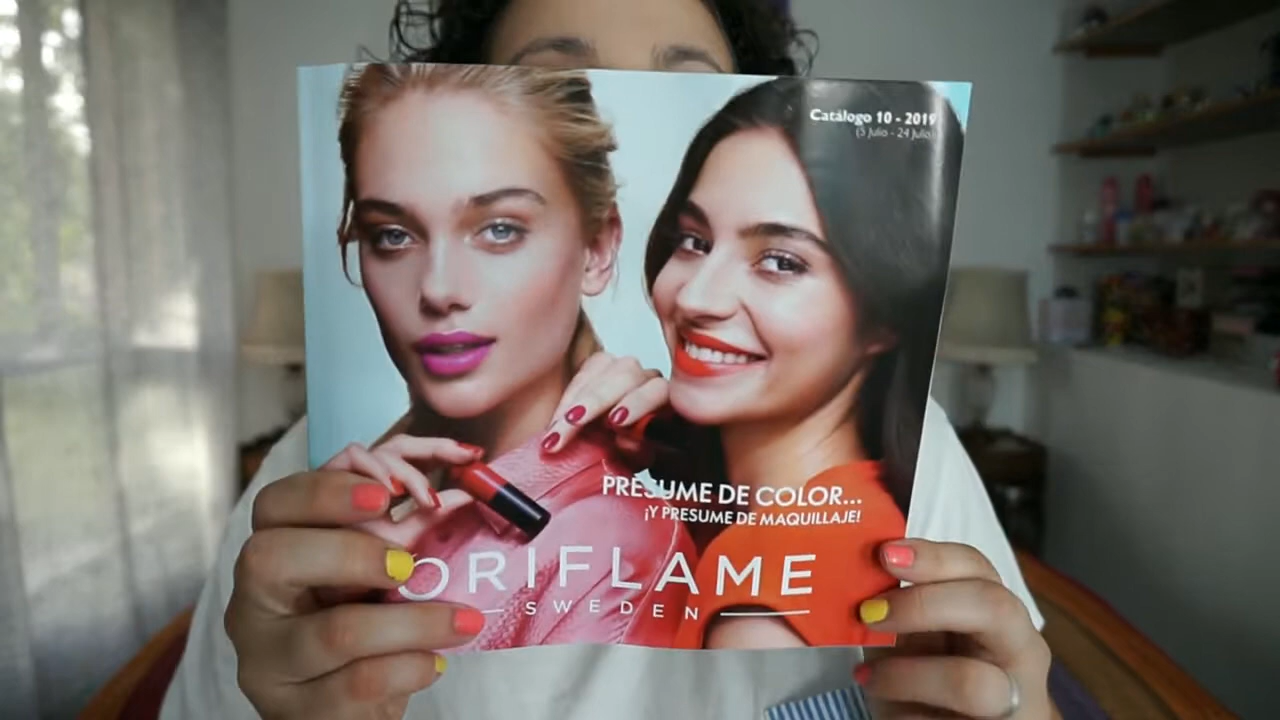 Catálogo 10 - 2019
(5 Julio - 24 Julio)
PRESUME DE COLOR...
¡Y PRESUME DE MAQUILLAJE!
ORIFLAME
SWEDEN